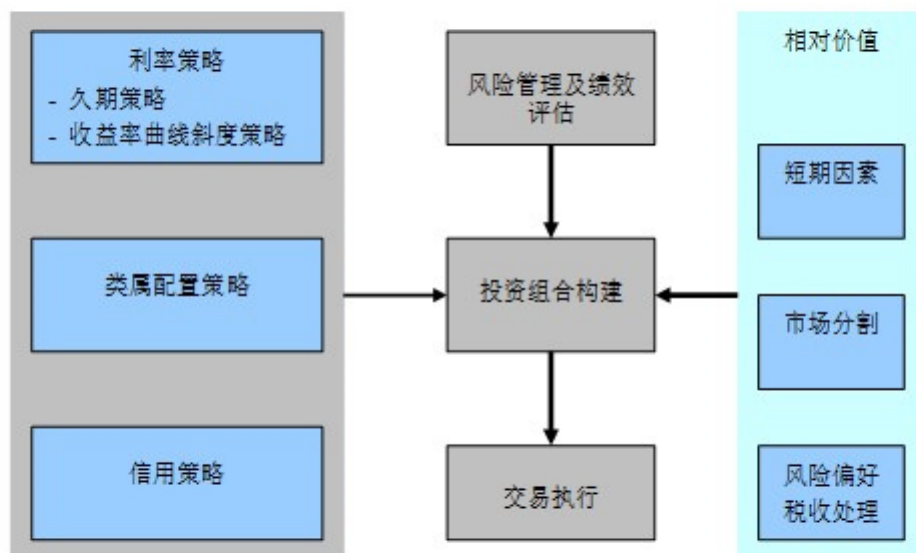 利率策略
- 久期策略
- 收益率曲线斜度策略
类属配置策略
信用策略
风险管理及绩效
评估
投资组合构建
交易执行
相对价值
短期因素
市场分割
风险偏好
税收处理